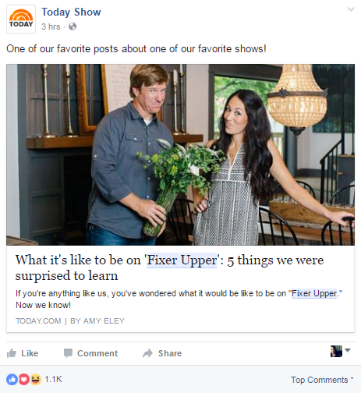 TODAY
Today Show
3 hrs ·
One of our favorite posts about one of our favorite shows!
What it's like to be on 'Fixer Upper': 5 things we were
surprised to learn
If you're anything like us, you've wondered what it would be like to be on "Fixer Upper."
Now we know!
TODAY.COM | BY AMY ELEY
Like Comment Share
1.1K Top Comments